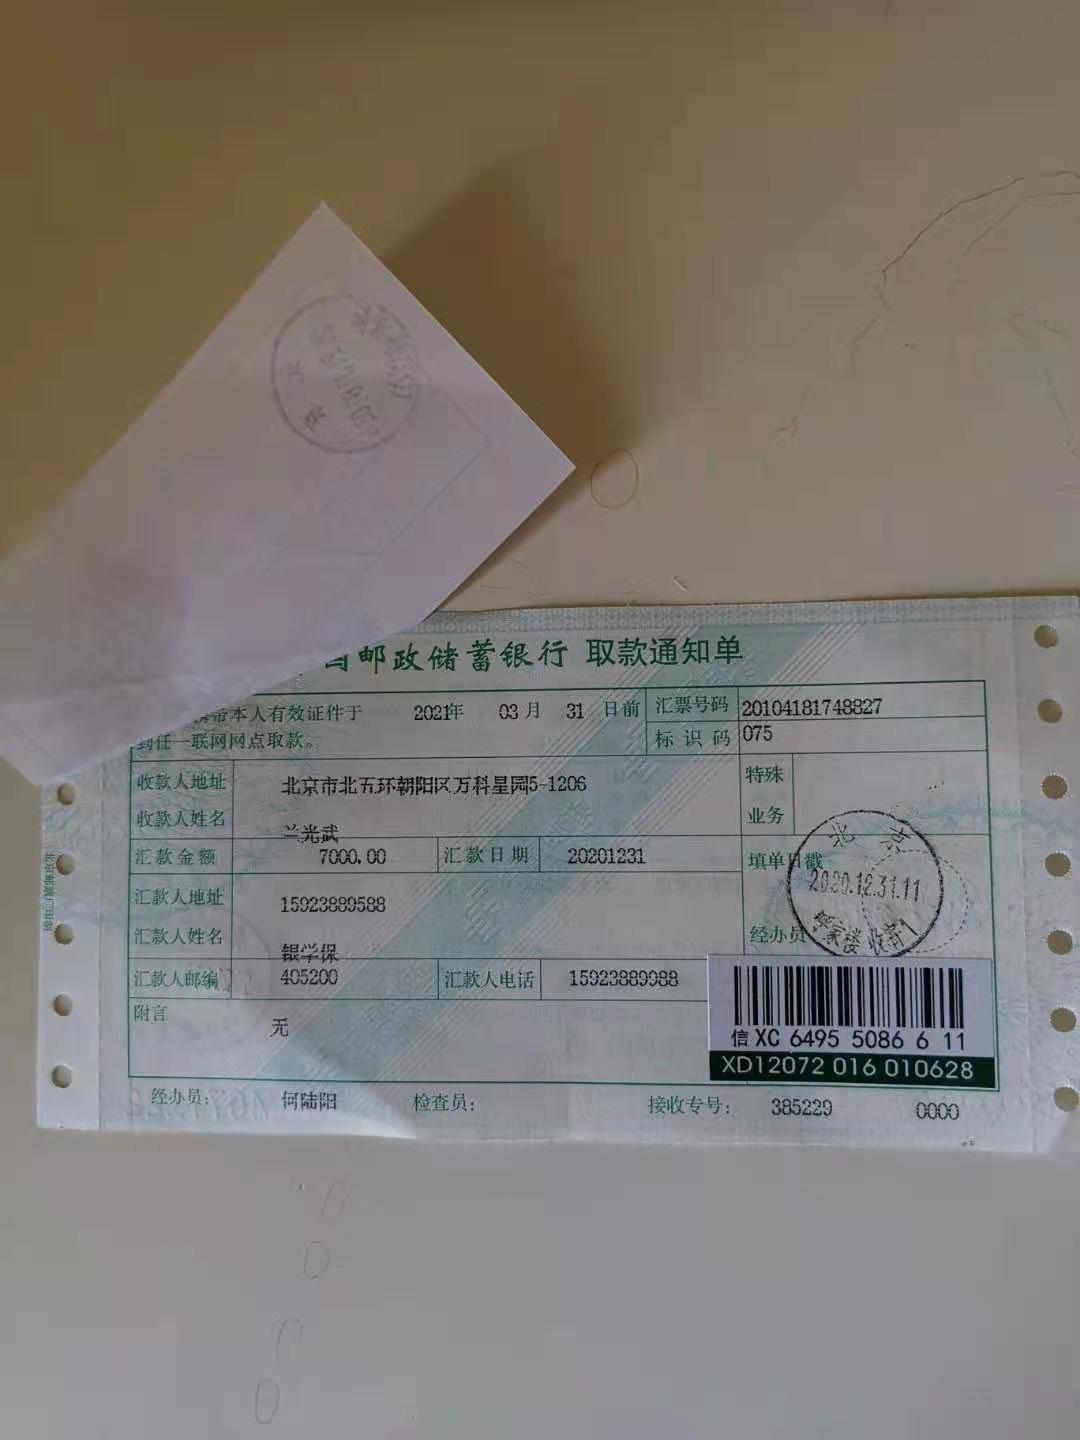 邮政储蓄银行 取款通知单
带本人有效证件于 2021年 03月 31 日前
汇票号码 20104181748827
到任一联网网点取款。
标识码 075
收款人地址 北京市北五环朝阳区万科星园5-1206
特殊
业务
收款人姓名 兰光武
汇款金额 7000.00 汇款日期 20201231
填单日戳
北京
2020.12.31.11
呼家楼
汇款人地址 15923889588
汇款人姓名 银学保
经办员
汇款人邮编 405200 汇款人电话 15923889988
附言 无
信 XC 6495 5086 6 11
XD12072 016 010628
经办员: 何陆阳 检查员: 接收专号: 385229 0000